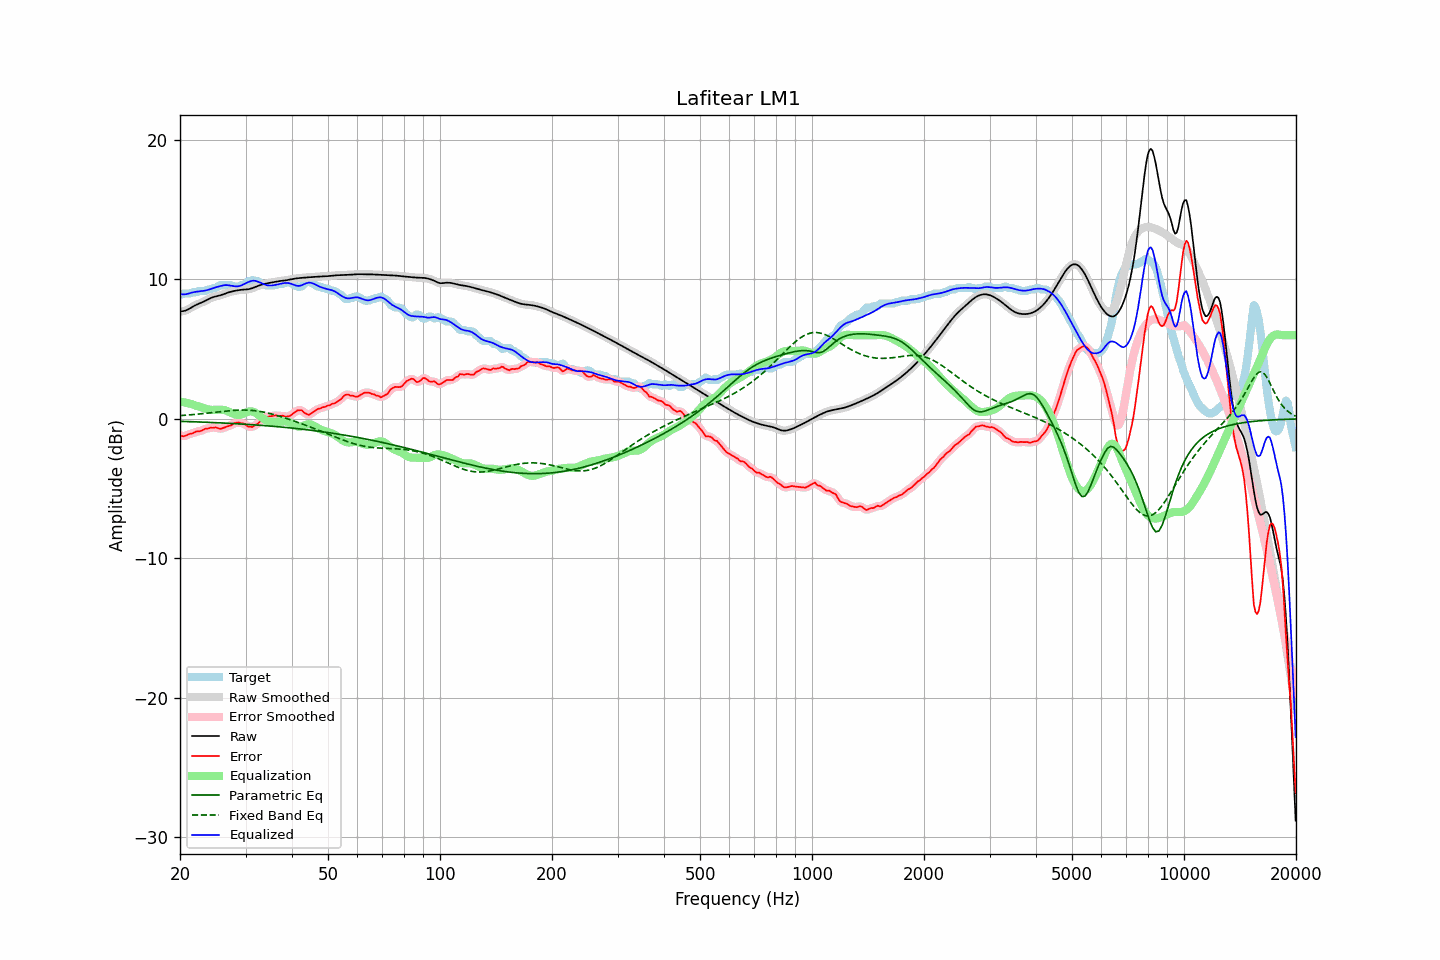 Lafitear LM1
20
10
0
−10
−20
−30
Amplitude (dBr)
Target
Raw Smoothed
Error Smoothed
Raw
Error
Equalization
Parametric Eq
Fixed Band Eq
Equalized
20 50 100 200 500 1000 2000 5000 10000 20000
Frequency (Hz)